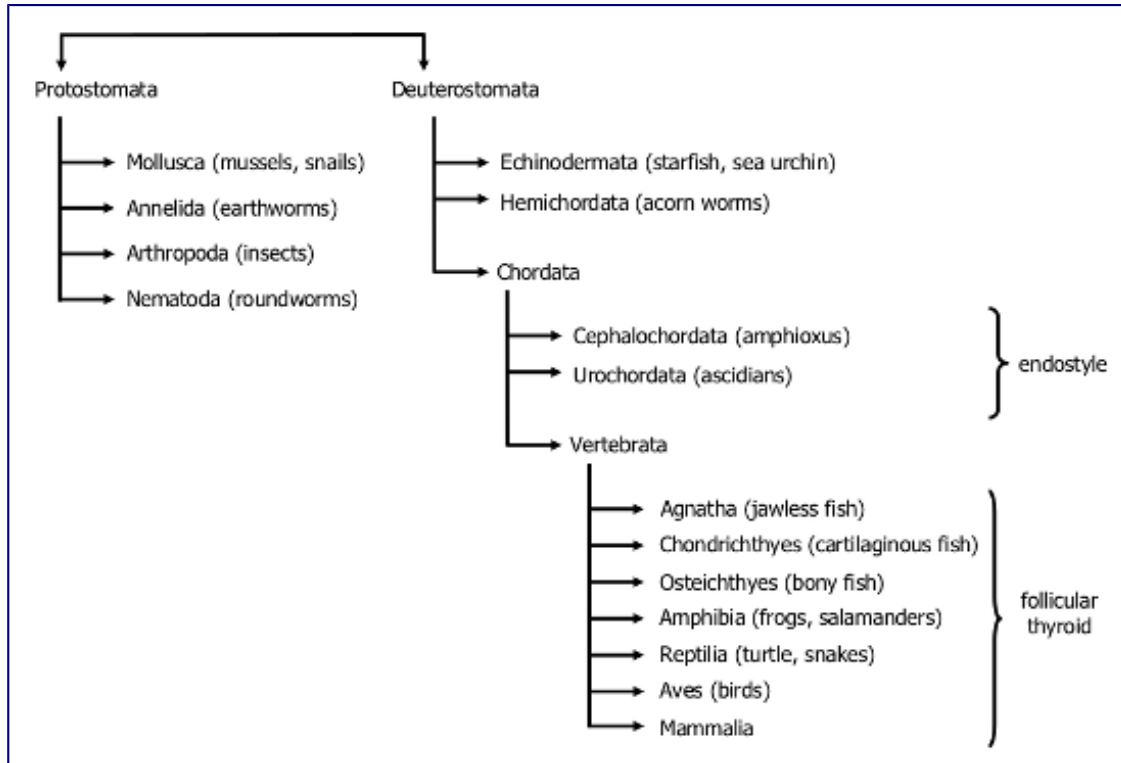 Protostomata
Deuterostomata
Mollusca (mussels, snails)
Annelida (earthworms)
Arthropoda (insects)
Nematoda (roundworms)
Echinodermata (starfish, sea urchin)
Hemichordata (acorn worms)
Chordata
Cephalochordata (amphioxus)
Urochordata (ascidians)
endostyle
Vertebrata
Agnatha (jawless fish)
Chondrichthyes (cartilaginous fish)
Osteichthyes (bony fish)
Amphibia (frogs, salamanders)
Reptilia (turtle, snakes)
Aves (birds)
Mammalia
follicular
thyroid